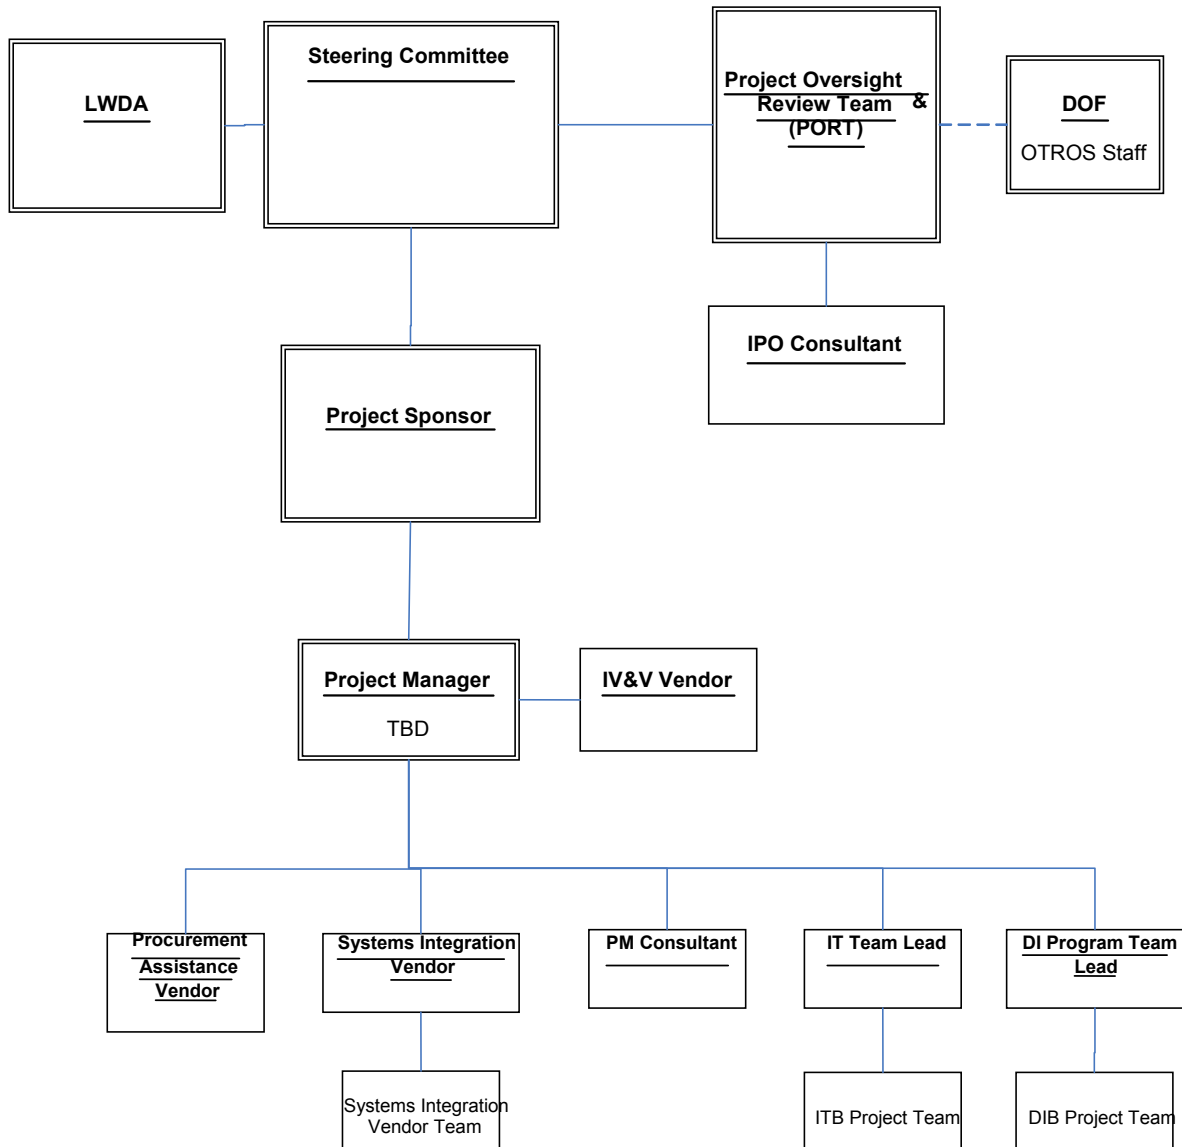 Steering Committee
LWDA
Project Oversight
Review Team &
(PORT)
DOF
OTROS Staff
IPO Consultant
Project Sponsor
Project Manager
TBD
IV&V Vendor
Procurement
Assistance
Vendor
Systems Integration
Vendor
PM Consultant
IT Team Lead
DI Program Team
Lead
Systems Integration
Vendor Team
ITB Project Team
DIB Project Team